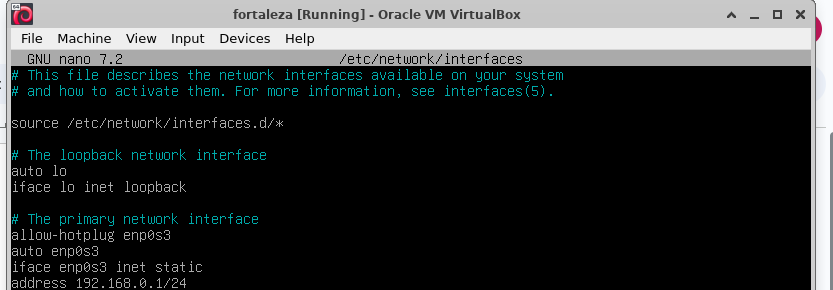 fortaleza [Running] - Oracle VM VirtualBox
File Machine View Input Devices Help
GNU nano 7.2 /etc/network/interfaces
# This file describes the network interfaces available on your system
# and how to activate them. For more information, see interfaces(5).
source /etc/network/interfaces.d/*
# The loopback network interface
auto lo
iface lo inet loopback
# The primary network interface
allow-hotplug enp0s3
auto enp0s3
iface enp0s3 inet static
address 192.168.0.1/24